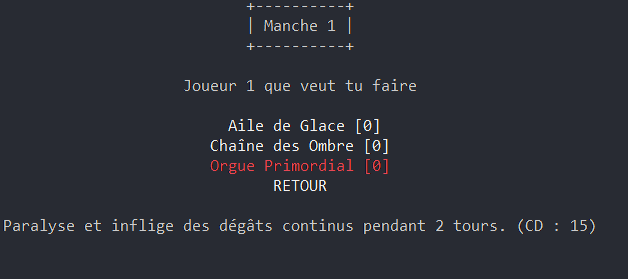 +----------+
| Manche 1 |
+----------+
Joueur 1 que veut tu faire
Aile de Glace [0]
Chaîne des Ombre [0]
Orgue Primordial [0]
RETOUR
Paralyse et inflige des dégâts continus pendant 2 tours. (CD : 15)